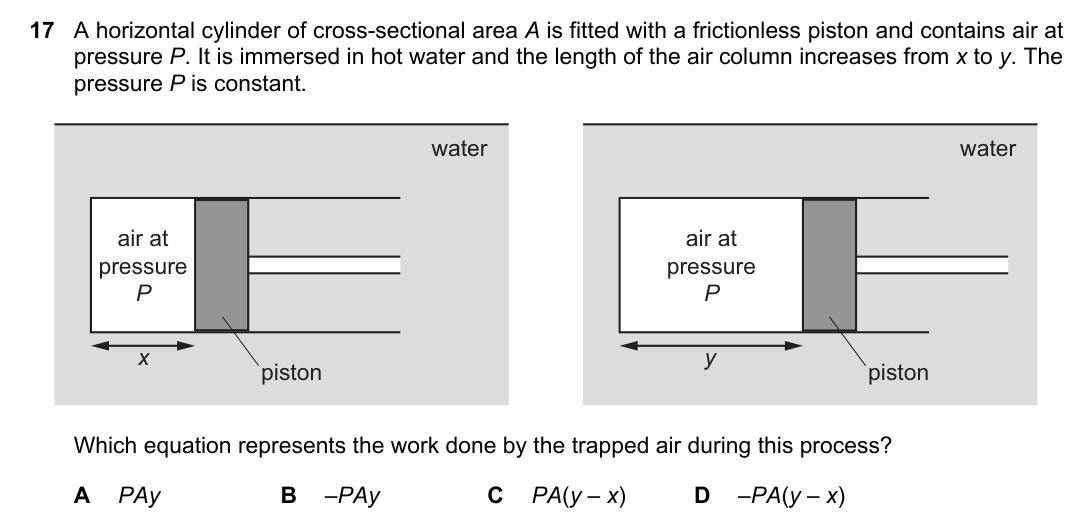 17 A horizontal cylinder of cross-sectional area A is fitted with a frictionless piston and contains air at
pressure P. It is immersed in hot water and the length of the air column increases from x to y. The
pressure P is constant.
water
air at
pressure
P
x
piston
water
air at
pressure
P
y
piston
Which equation represents the work done by the trapped air during this process?
A PAy B –PAy C PA(y – x) D –PA(y – x)